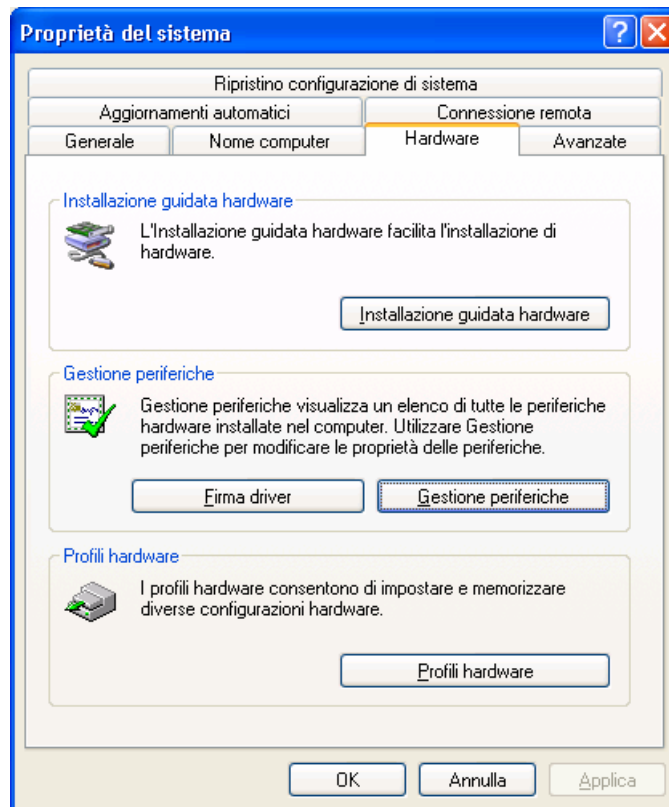 Proprietà del sistema
Ripristino configurazione di sistema
Aggiornamenti automatici Connessione remota
Generale Nome computer Hardware Avanzate
Installazione guidata hardware
L'Installazione guidata hardware facilita l'installazione di
hardware.
Installazione guidata hardware
Gestione periferiche
Gestione periferiche visualizza un elenco di tutte le periferiche
hardware installate nel computer. Utilizzare Gestione
periferiche per modificare le proprietà delle periferiche.
Firma driver Gestione periferiche
Profili hardware
I profili hardware consentono di impostare e memorizzare
diverse configurazioni hardware.
Profili hardware
OK Annulla Applica